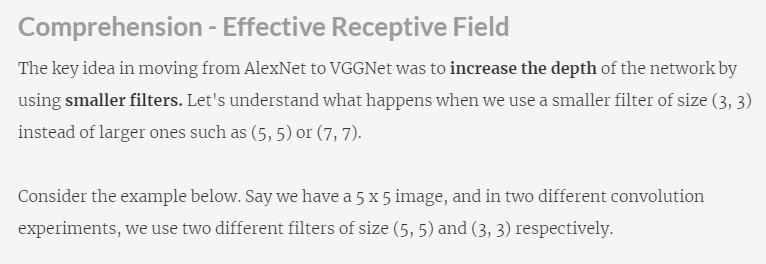 Comprehension - Effective Receptive Field
The key idea in moving from AlexNet to VGGNet was to increase the depth of the network by
using smaller filters. Let's understand what happens when we use a smaller filter of size (3, 3)
instead of larger ones such as (5, 5) or (7, 7).
Consider the example below. Say we have a 5 x 5 image, and in two different convolution
experiments, we use two different filters of size (5, 5) and (3, 3) respectively.